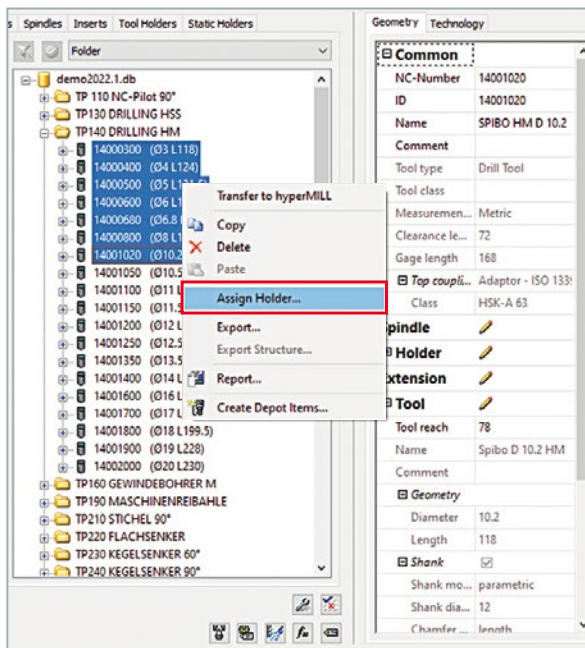 s Spindles Inserts Tool Holders Static Holders
Folder
demo2022.1.db
TP 110 NC-Pilot 90°
TP130 DRILLING HSS
TP140 DRILLING HM
14000300 (Ø3 L118)
14000400 (Ø4 L124)
14000500 (Ø5 L121.5)
14000600 (Ø6 L1
14000680 (Ø6.8 l
14000800 (Ø8 L1
14001020 (Ø10.2
14001050 (Ø10.5
14001100 (Ø11 L
14001150 (Ø11.5
14001200 (Ø12 L
14001250 (Ø12.5
14001350 (Ø13.5
14001400 (Ø14 L
14001600 (Ø16 L
14001700 (Ø17 L
14001800 (Ø18 L199.5)
14001900 (Ø19 L228)
14002000 (Ø20 L230)
TP160 GEWINDEBOHRER M
TP190 MASCHINENREIBAHLE
TP210 STICHEL 90°
TP220 FLACHSENKER
TP230 KEGELSENKER 60°
TP240 KEGELSENKER 90°
Transfer to hyperMILL
Copy
Delete
Paste
Assign Holder...
Export...
Export Structure...
Report...
Create Depot Items...
Geometry Technology
Common
NC-Number 14001020
ID 14001020
Name SPIBO HM D 10.2
Comment
Tool type Drill Tool
Tool class
Measuremen... Metric
Clearance le... 72
Gage length 168
Top coupli... Adaptor - ISO 1339
Class HSK-A 63
pindle
Holder
xtension
Tool
Tool reach 78
Name Spibo D 10.2 HM
Comment
Geometry
Diameter 10.2
Length 118
Shank
Shank mo... parametric
Shank dia... 12
Chamfer ... length